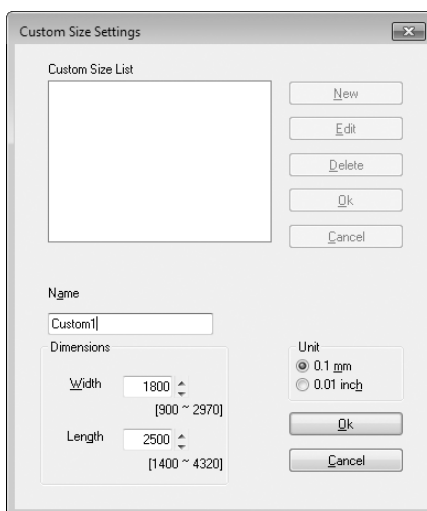 Custom Size Settings
Custom Size List
New
Edit
Delete
Ok
Cancel
Name
Custom1
Dimensions
Width 1800
[900 ~ 2970]
Length 2500
[1400 ~ 4320]
Unit
0.1 mm
0.01 inch
Ok
Cancel